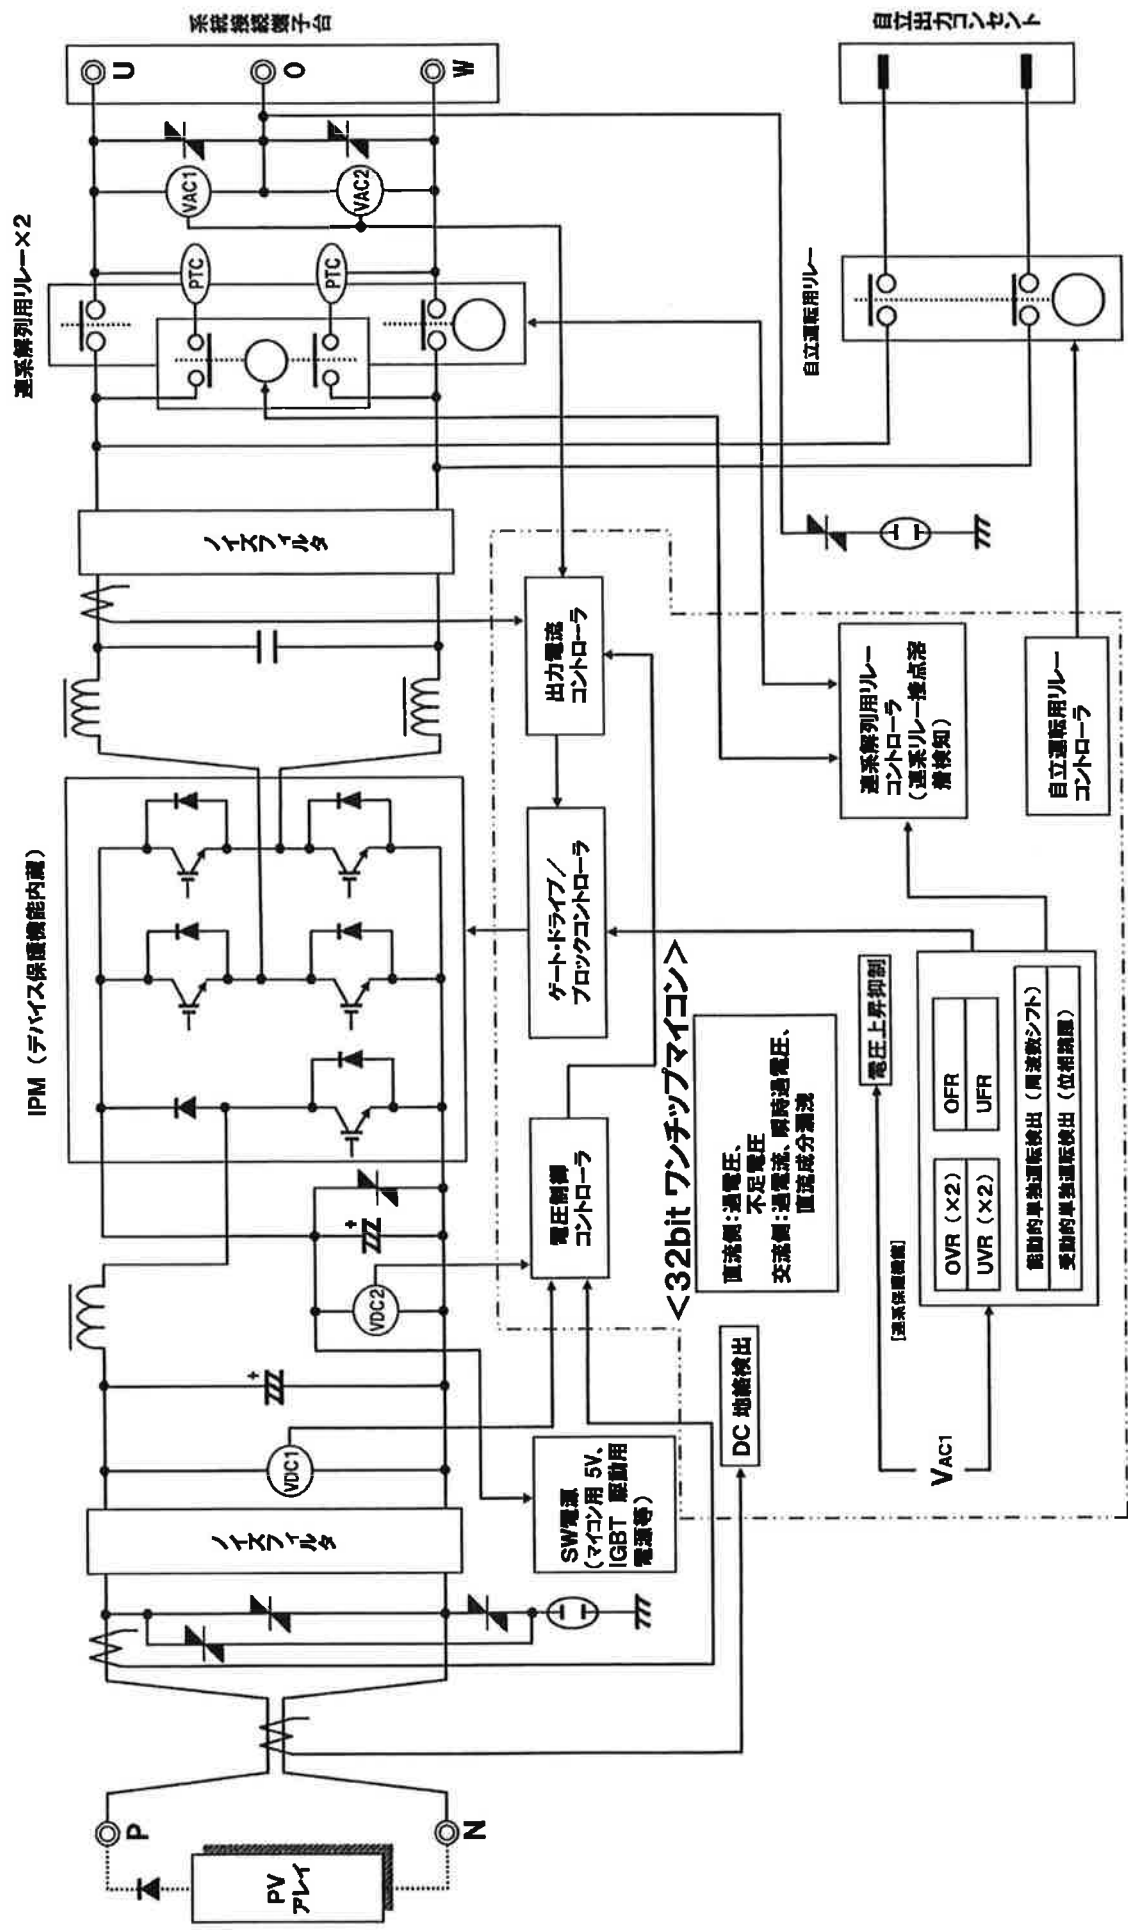 PV
アレイ
P
N
ノイズフィルタ
VDC1
VDC2
SW電源
（マイコン用 5V、
IGBT 駆動用
電源等）
DC 地絡検出
IPM（デバイス保護機能内蔵）
電圧制御
コントローラ
ゲート・ドライブ／
ブロックコントローラ
出力電流
コントローラ
<32bit ワンチップマイコン>
直流側：過電圧、
不足電圧
交流側：過電流、瞬時過電圧、
直流成分漏洩
VAC1
[連系保護機能]
電圧上昇抑制
OVR（×2）
OFR
UVR（×2）
UFR
能動的単独運転検出（周波数シフト）
受動的単独運転検出（位相跳躍）
連系解列用リレー
コントローラ
（連系リレー接点溶
着検知）
自立運転用リレー
コントローラ
ノイズフィルタ
連系解列用リレー×2
PTC
PTC
VAC1
VAC2
自立運転用リレー
系統接続端子台
U
O
W
自立出力コンセント